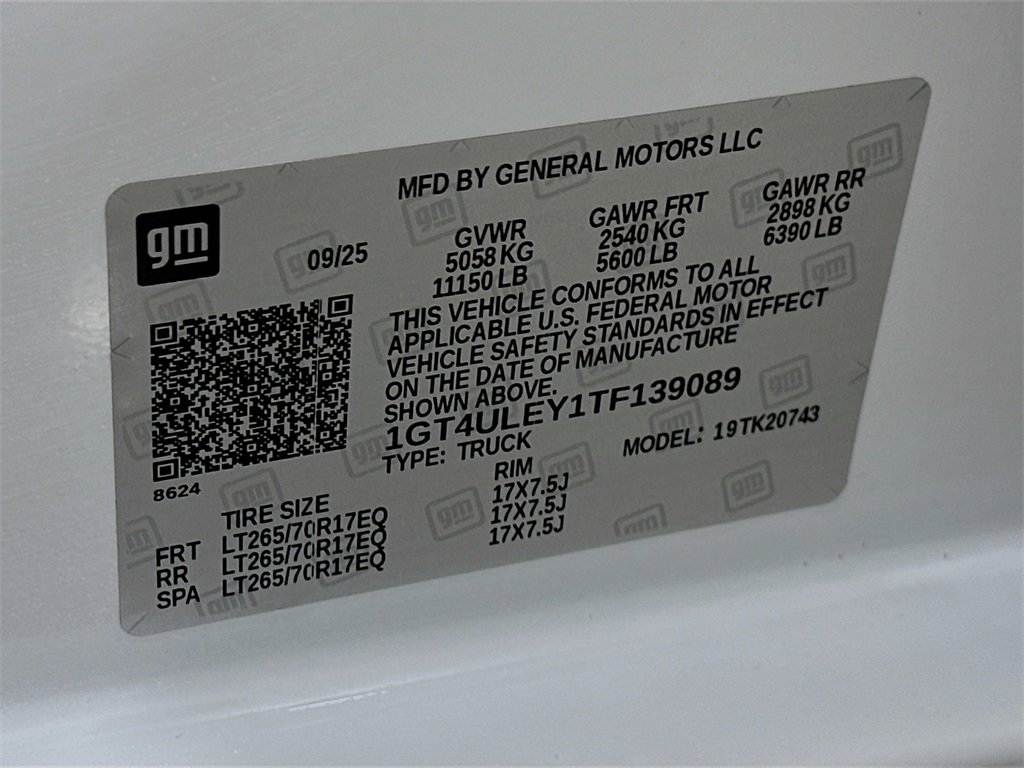 MFD BY GENERAL MOTORS LLC
gm
09/25
GVWR
5058 KG
11150 LB
GAWR FRT
2540 KG
5600 LB
GAWR RR
2898 KG
6390 LB
THIS VEHICLE CONFORMS TO ALL
APPLICABLE U.S. FEDERAL MOTOR
VEHICLE SAFETY STANDARDS IN EFFECT
ON THE DATE OF MANUFACTURE
SHOWN ABOVE.
1GT4ULEY1TF139089
TYPE: TRUCK
MODEL: 19TK20743
8624
TIRE SIZE RIM
FRT LT265/70R17EQ 17X7.5J
RR LT265/70R17EQ 17X7.5J
SPA LT265/70R17EQ 17X7.5J